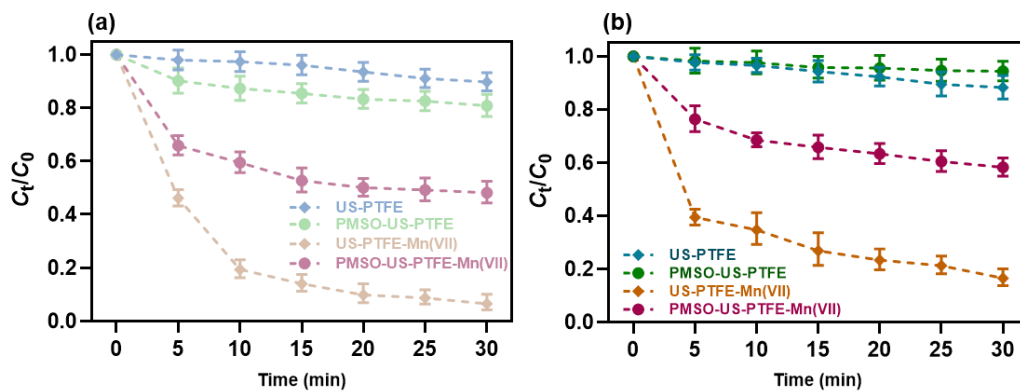 (a)
1.0
0.8
0.6
0.4
0.2
0.0
Ct/C0
US-PTFE
PMSO-US-PTFE
US-PTFE-Mn(VII)
PMSO-US-PTFE-Mn(VII)
0 5 10 15 20 25 30
Time (min)
(b)
1.0
0.8
0.6
0.4
0.2
0.0
Ct/C0
US-PTFE
PMSO-US-PTFE
US-PTFE-Mn(VII)
PMSO-US-PTFE-Mn(VII)
0 5 10 15 20 25 30
Time (min)